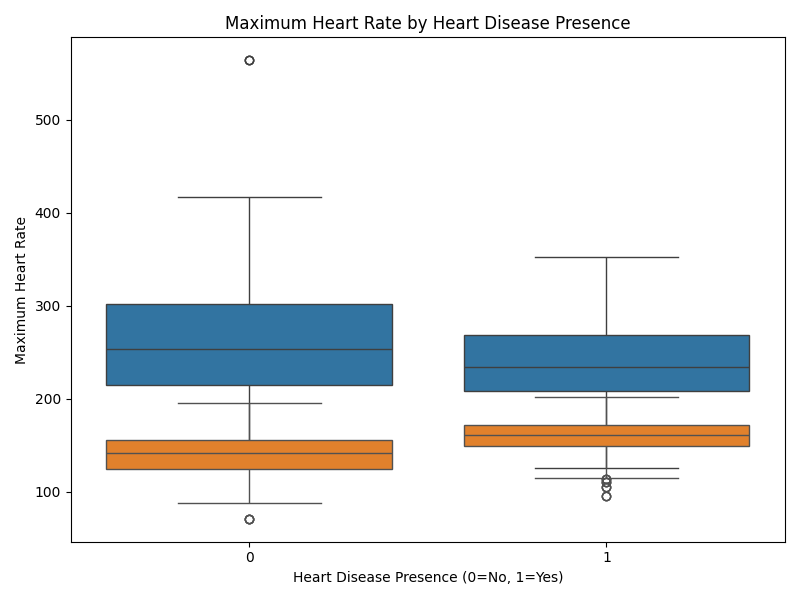 Maximum Heart Rate by Heart Disease Presence
Maximum Heart Rate
500
400
300
200
100
0
1
Heart Disease Presence (0=No, 1=Yes)